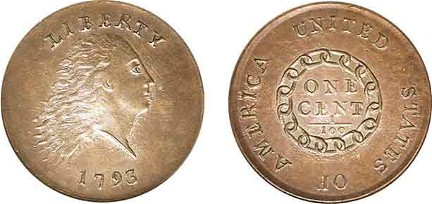 LIBERTY
1793
UNITED STATES OF AMERICA
ONE
CENT
1/100